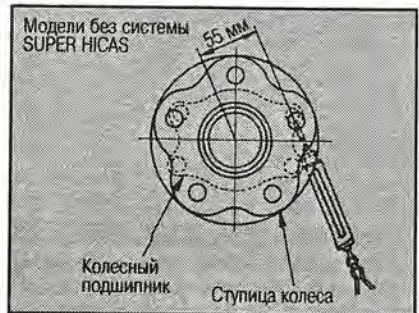 Модели без системы
SUPER HICAS
55 мм
Колесный
подшипник
Ступица колеса